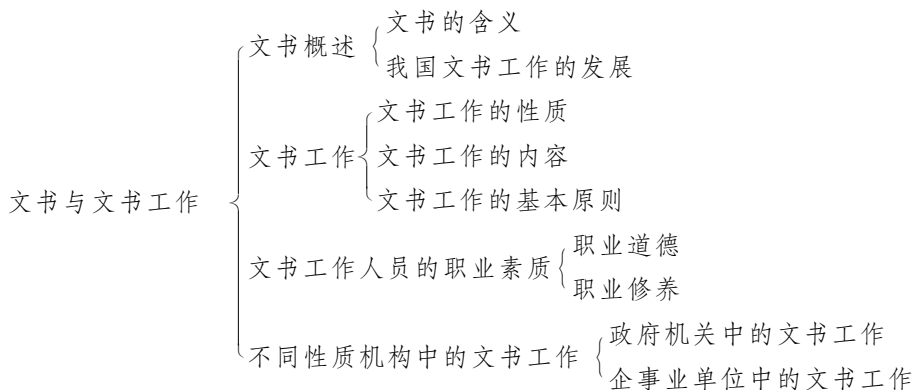 文书与文书工作
文书概述
文书的含义
我国文书工作的发展
文书工作
文书工作的性质
文书工作的内容
文书工作的基本原则
文书工作人员的职业素质
职业道德
职业修养
不同性质机构中的文书工作
政府机关中的文书工作
企事业单位中的文书工作